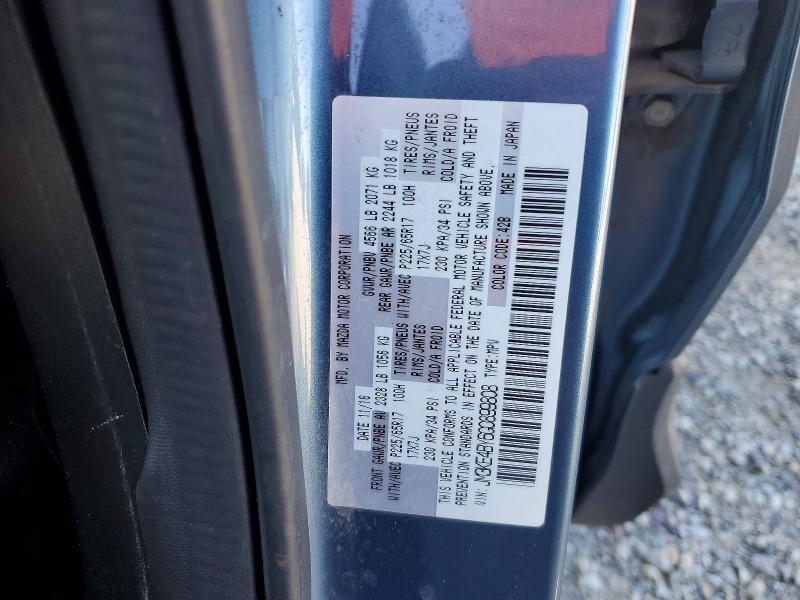 MFD. BY MAZDA MOTOR CORPORATION
DATE 11/16 GVWR/PNBV 4566 LB 2071 KG
FRONT GAWR/PNBE AV 2328 LB 1056 KG REAR GAWR/PNBE AR 2244 LB 1018 KG
WITH/AVEC P225/65R17 100H TIRES/PNEUS WITH/AVEC P225/65R17 100H TIRES/PNEUS
17X7J RIMS/JANTES 17X7J RIMS/JANTES
230 KPA/34 PSI COLD/A FROID 230 KPA/34 PSI COLD/A FROID
THIS VEHICLE CONFORMS TO ALL APPLICABLE FEDERAL MOTOR VEHICLE SAFETY AND THEFT
PREVENTION STANDARDS IN EFFECT ON THE DATE OF MANUFACTURE SHOWN ABOVE.
VIN: JM3KE4BY6G0899808 TYPE: MPV COLOR CODE: 42B MADE IN JAPAN